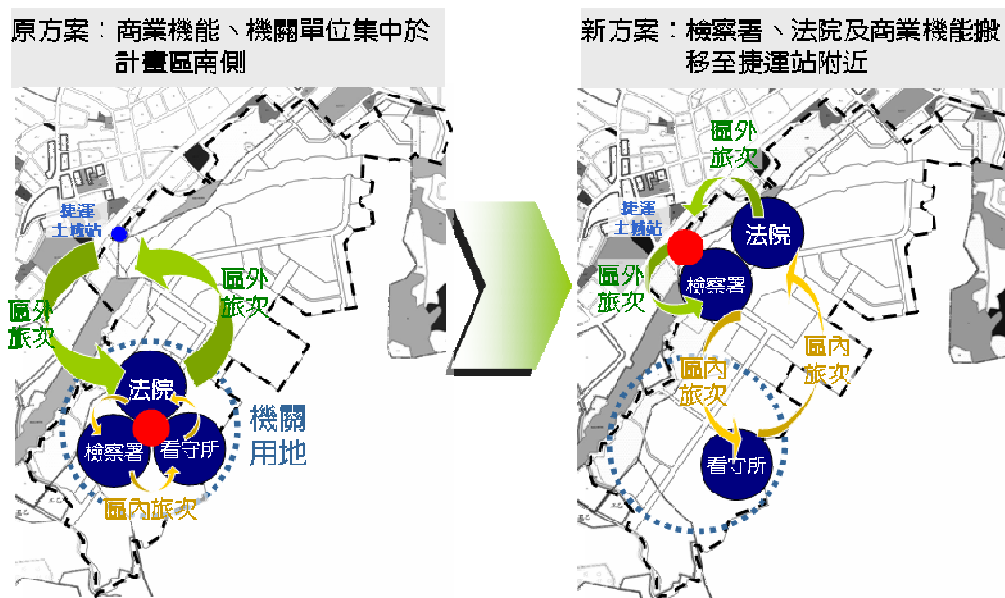 原方案：商業機能、機關單位集中於
計畫區南側
新方案：檢察署、法院及商業機能搬
移至捷運站附近
捷運
土城站
區外
旅次
區外
旅次
法院
檢察署
看守所
區內旅次
機關
用地
區外
旅次
捷運
土城站
法院
檢察署
區外
旅次
區內
旅次
區內
旅次
看守所